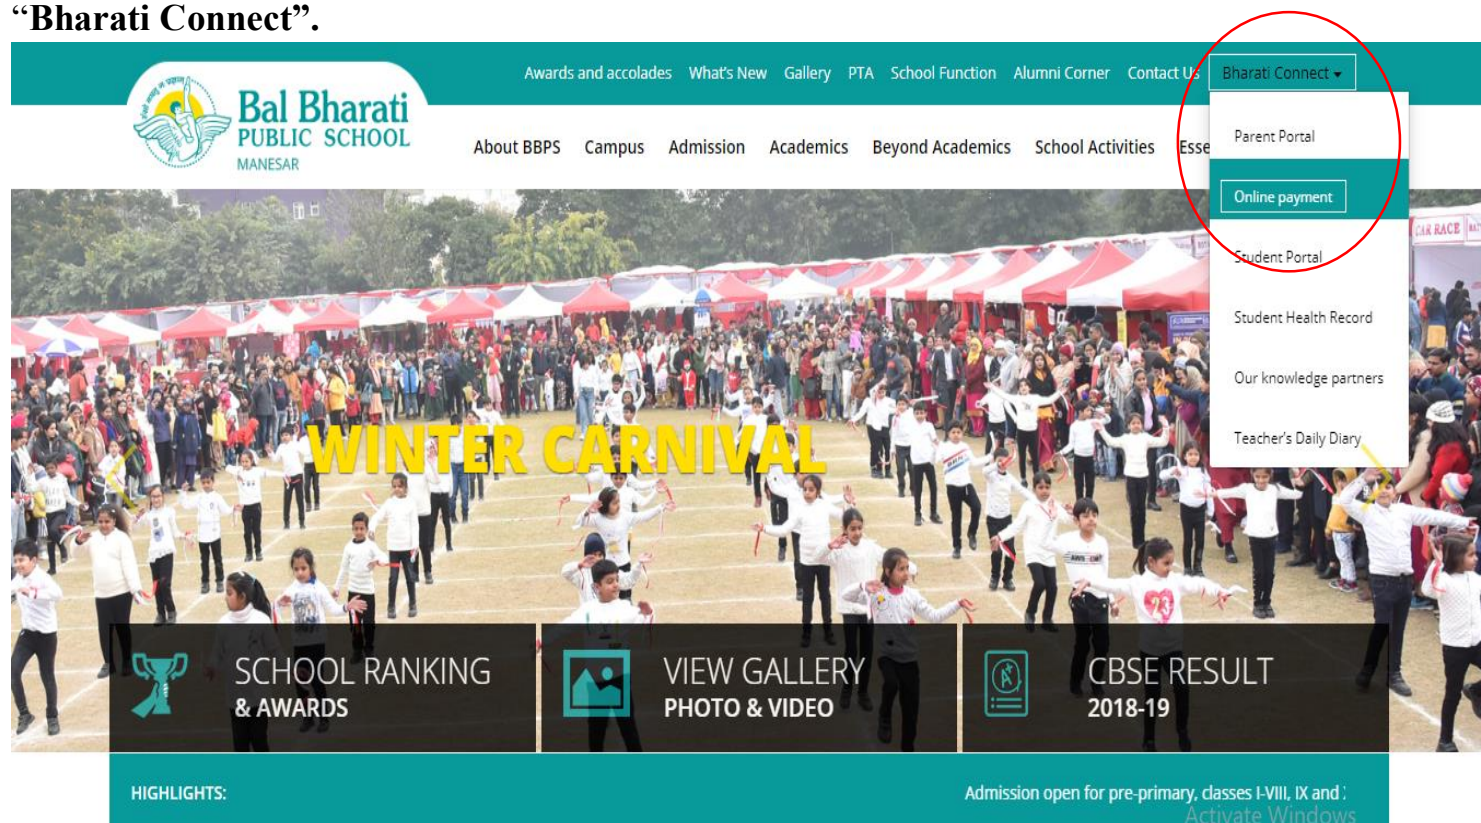 “Bharati Connect”.
Awards and accolades What's New Gallery PTA School Function Alumni Corner Contact Us Bharati Connect
Bal Bharati
PUBLIC SCHOOL
MANESAR
About BBPS Campus Admission Academics Beyond Academics School Activities Esse
Parent Portal
Online payment
Student Portal
Student Health Record
Our knowledge partners
Teacher's Daily Diary
CAR RACE
WINTER CARNIVAL
SCHOOL RANKING
& AWARDS
VIEW GALLERY
PHOTO & VIDEO
CBSE RESULT
2018-19
HIGHLIGHTS:
Admission open for pre-primary, classes I-VIII, IX and
Activate Windows